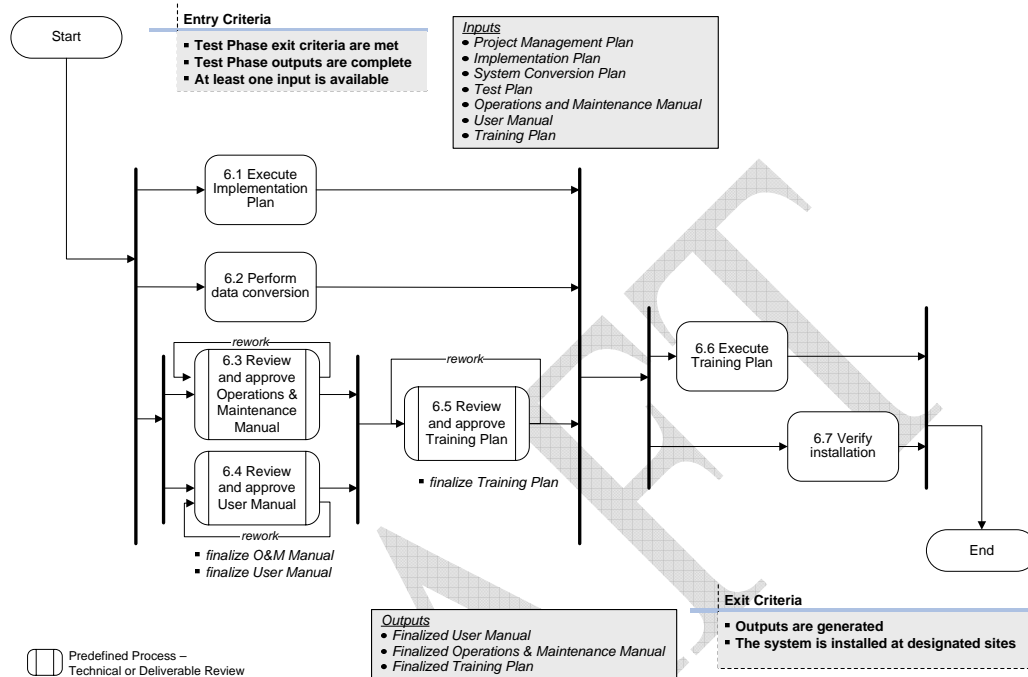 Start
Entry Criteria
▪ Test Phase exit criteria are met
▪ Test Phase outputs are complete
▪ At least one input is available
Inputs
● Project Management Plan
● Implementation Plan
● System Conversion Plan
● Test Plan
● Operations and Maintenance Manual
● User Manual
● Training Plan
6.1 Execute
Implementation
Plan
6.2 Perform
data conversion
rework
6.3 Review
and approve
Operations &
Maintenance
Manual
6.4 Review
and approve
User Manual
rework
▪ finalize O&M Manual
▪ finalize User Manual
rework
6.5 Review
and approve
Training Plan
▪ finalize Training Plan
6.6 Execute
Training Plan
6.7 Verify
installation
End
Exit Criteria
▪ Outputs are generated
▪ The system is installed at designated sites
Outputs
● Finalized User Manual
● Finalized Operations & Maintenance Manual
● Finalized Training Plan
Predefined Process –
Technical or Deliverable Review